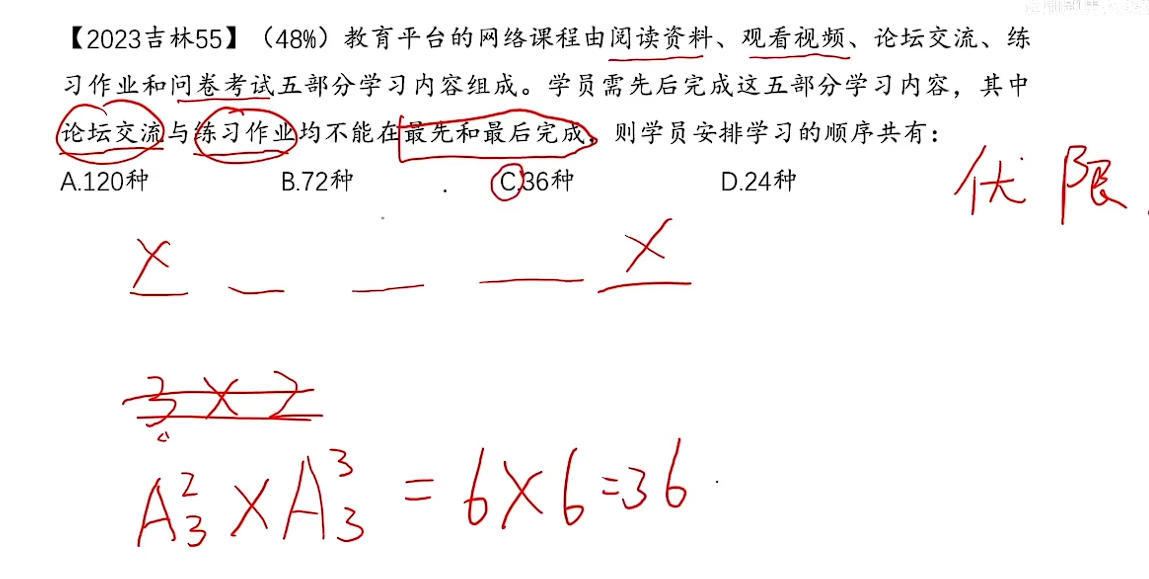 【2023吉林55】（48%）教育平台的网络课程由阅读资料、观看视频、论坛交流、练
习作业和问卷考试五部分学习内容组成。学员需先后完成这五部分学习内容，其中
论坛交流与练习作业均不能在最先和最后完成，则学员安排学习的顺序共有：
A.120种 B.72种 C.36种 D.24种
优限
X X
3×2
A₃²×A₃³=6×6=36